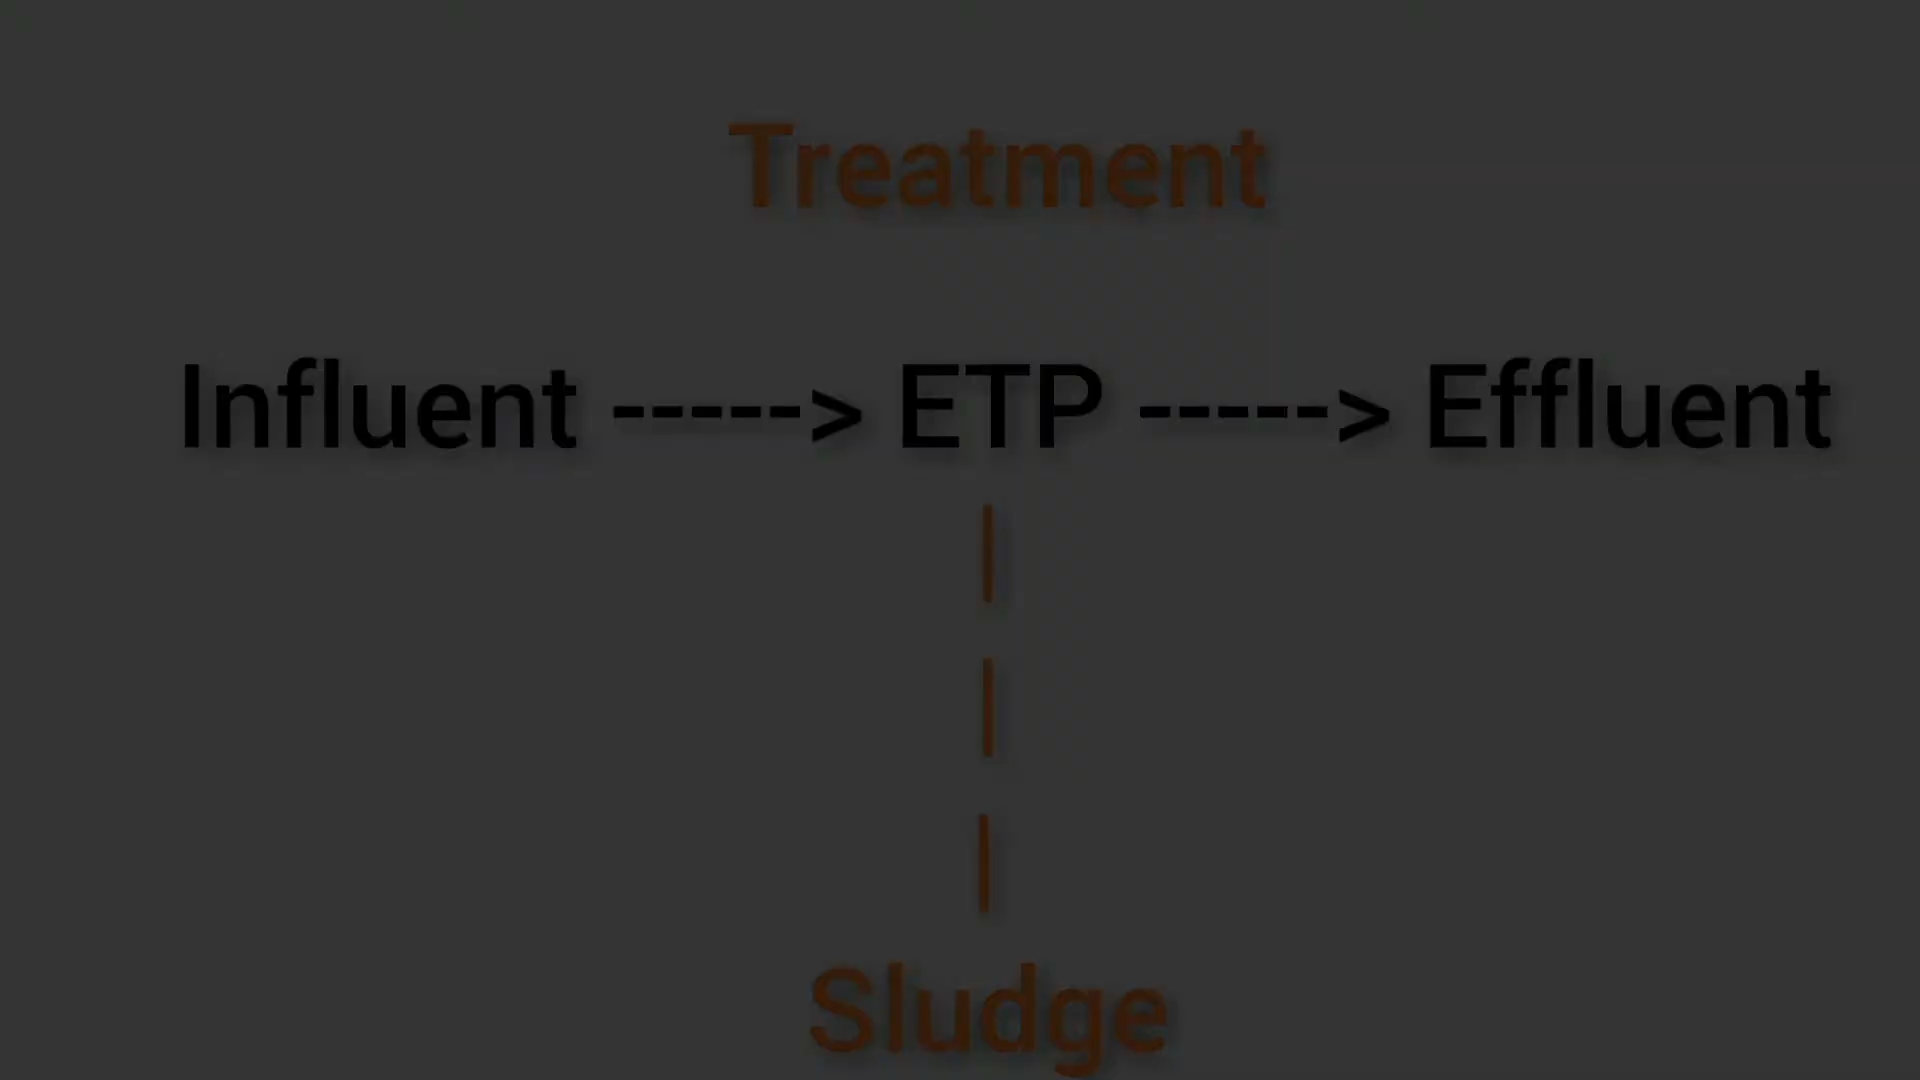 Treatment
Influent -----> ETP -----> Effluent
|
|
|
Sludge